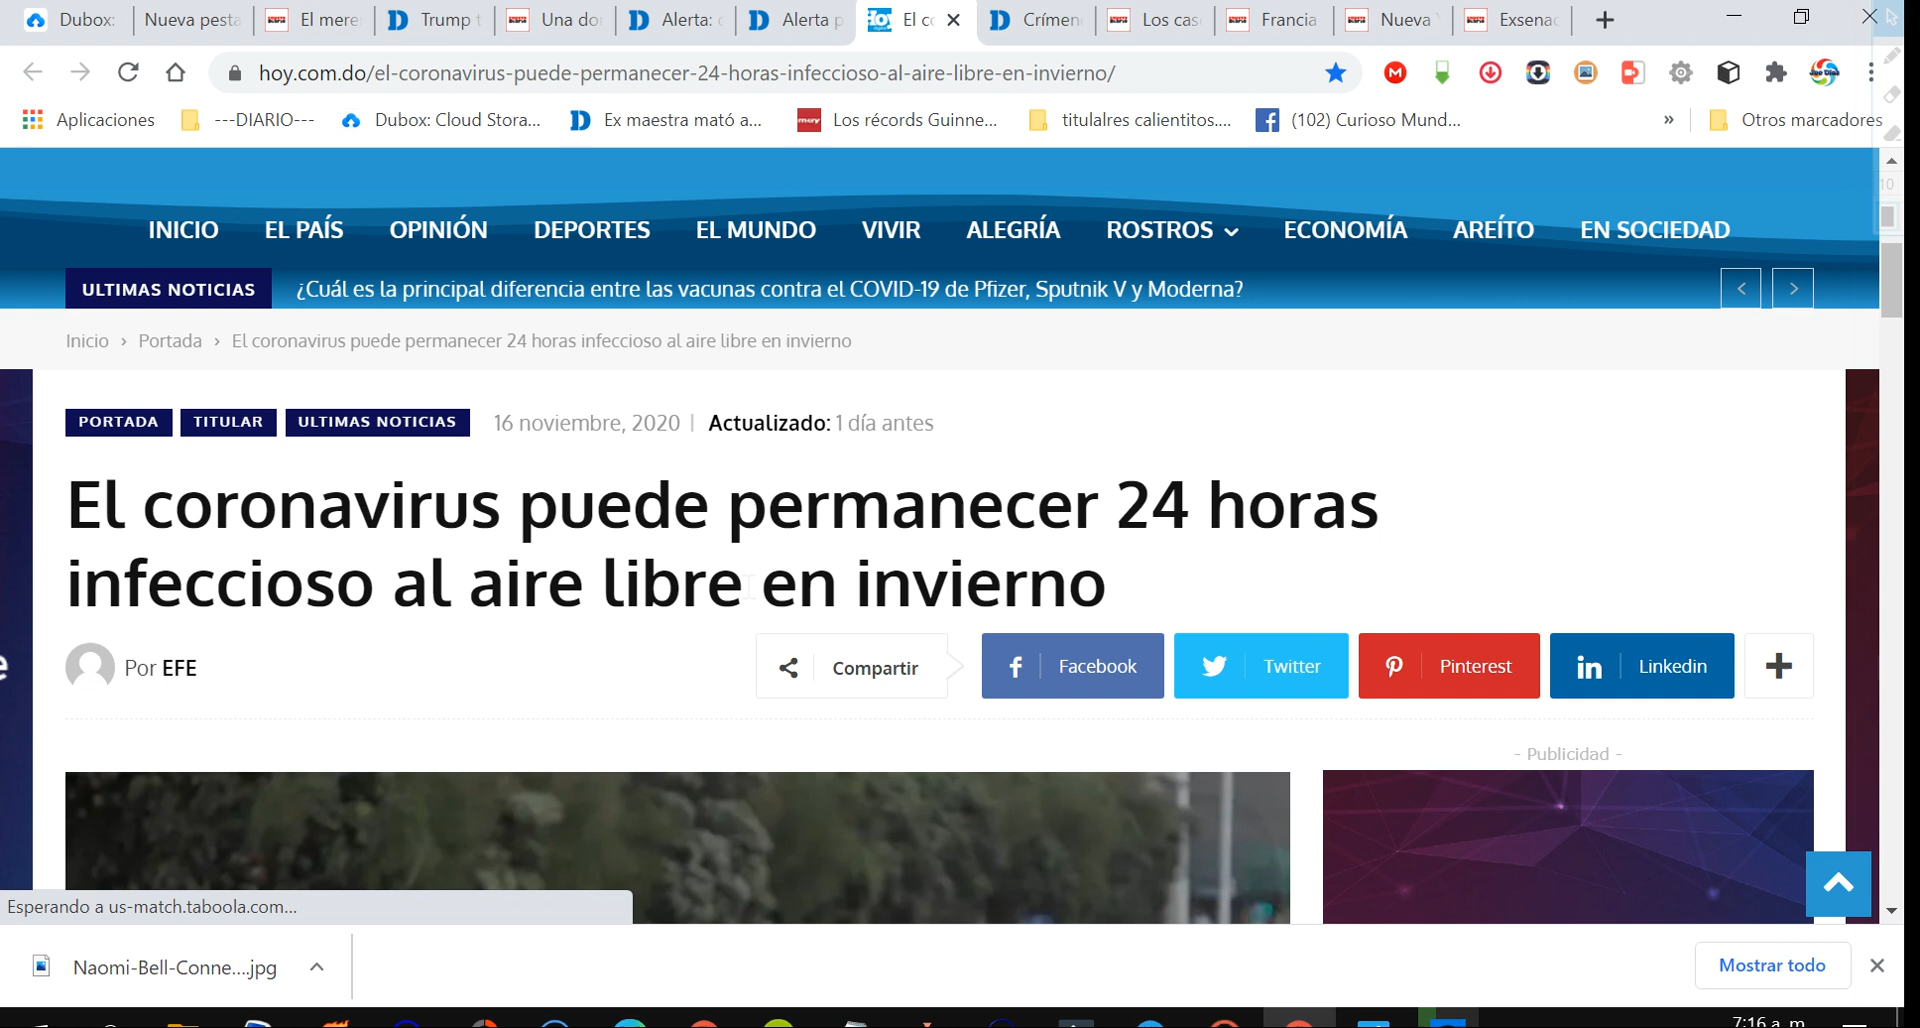 Dubox: Nueva pesta El mere Trump t Una do Alerta: Alerta p El co Crímen Los cas Francia Nueva Exsenac
hoy.com.do/el-coronavirus-puede-permanecer-24-horas-infeccioso-al-aire-libre-en-invierno/
Aplicaciones ---DIARIO--- Dubox: Cloud Stora... Ex maestra mató a... Los récords Guinne... titulalres calientitos.... (102) Curioso Mund... » Otros marcadores
INICIO EL PAÍS OPINIÓN DEPORTES EL MUNDO VIVIR ALEGRÍA ROSTROS ECONOMÍA AREÍTO EN SOCIEDAD
ULTIMAS NOTICIAS ¿Cuál es la principal diferencia entre las vacunas contra el COVID-19 de Pfizer, Sputnik V y Moderna?
Inicio › Portada › El coronavirus puede permanecer 24 horas infeccioso al aire libre en invierno
PORTADA TITULAR ULTIMAS NOTICIAS 16 noviembre, 2020 | Actualizado: 1 día antes
El coronavirus puede permanecer 24 horas
infeccioso al aire libre en invierno
Por EFE Compartir Facebook Twitter Pinterest Linkedin
- Publicidad -
Esperando a us-match.taboola.com...
Naomi-Bell-Conne....jpg Mostrar todo
7:16 a. m.